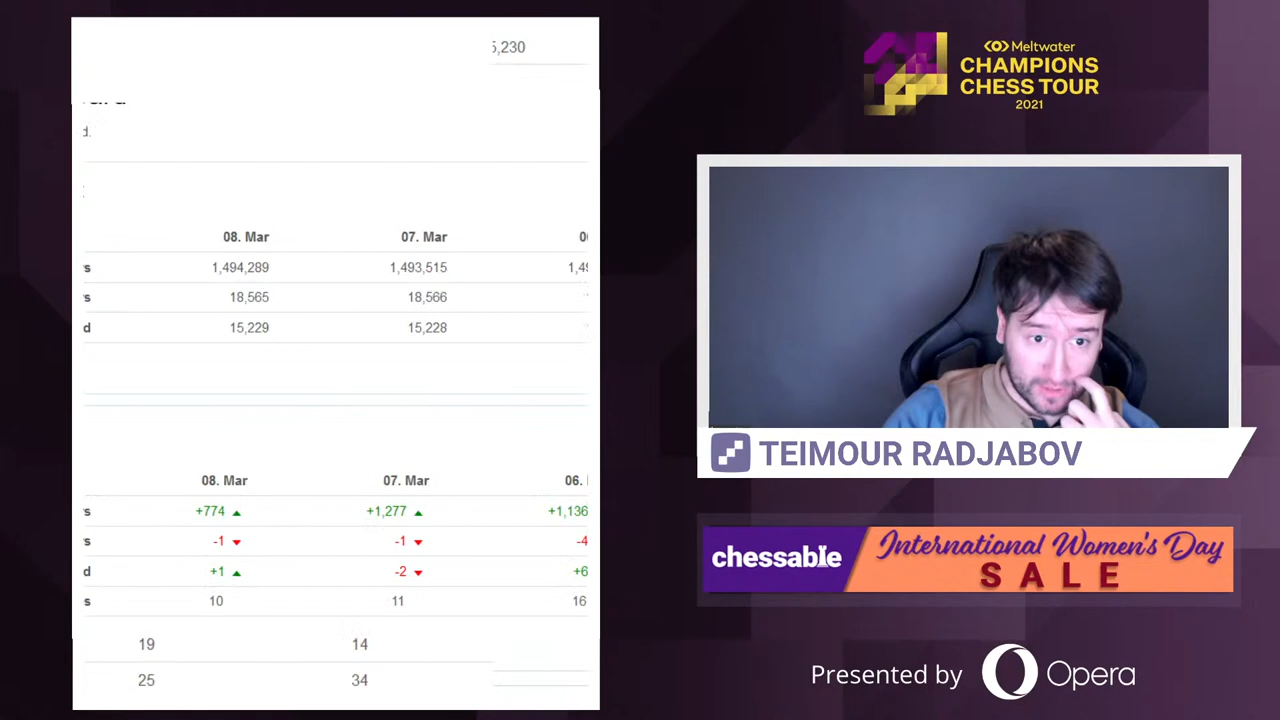 5,230
d.
08. Mar 07. Mar
1,494,289 1,493,515
18,565 18,566
15,229 15,228
08. Mar 07. Mar 06.
+774 +1,277 +1,136
-1 -1 -4
+1 -2 +6
10 11 16
19 14
25 34
Meltwater
CHAMPIONS
CHESS TOUR
2021
TEIMOUR RADJABOV
chessable
International Women's Day
SALE
Presented by Opera